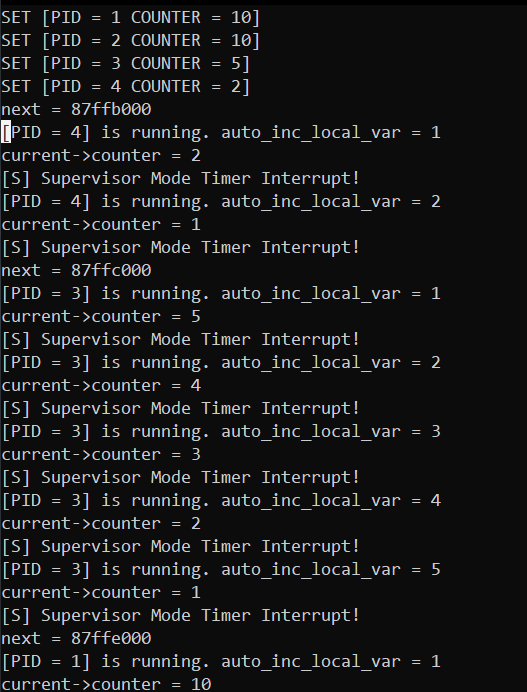 SET [PID = 1 COUNTER = 10]
SET [PID = 2 COUNTER = 10]
SET [PID = 3 COUNTER = 5]
SET [PID = 4 COUNTER = 2]
next = 87ffb000
[PID = 4] is running. auto_inc_local_var = 1
current->counter = 2
[S] Supervisor Mode Timer Interrupt!
[PID = 4] is running. auto_inc_local_var = 2
current->counter = 1
[S] Supervisor Mode Timer Interrupt!
next = 87ffc000
[PID = 3] is running. auto_inc_local_var = 1
current->counter = 5
[S] Supervisor Mode Timer Interrupt!
[PID = 3] is running. auto_inc_local_var = 2
current->counter = 4
[S] Supervisor Mode Timer Interrupt!
[PID = 3] is running. auto_inc_local_var = 3
current->counter = 3
[S] Supervisor Mode Timer Interrupt!
[PID = 3] is running. auto_inc_local_var = 4
current->counter = 2
[S] Supervisor Mode Timer Interrupt!
[PID = 3] is running. auto_inc_local_var = 5
current->counter = 1
[S] Supervisor Mode Timer Interrupt!
next = 87ffe000
[PID = 1] is running. auto_inc_local_var = 1
current->counter = 10